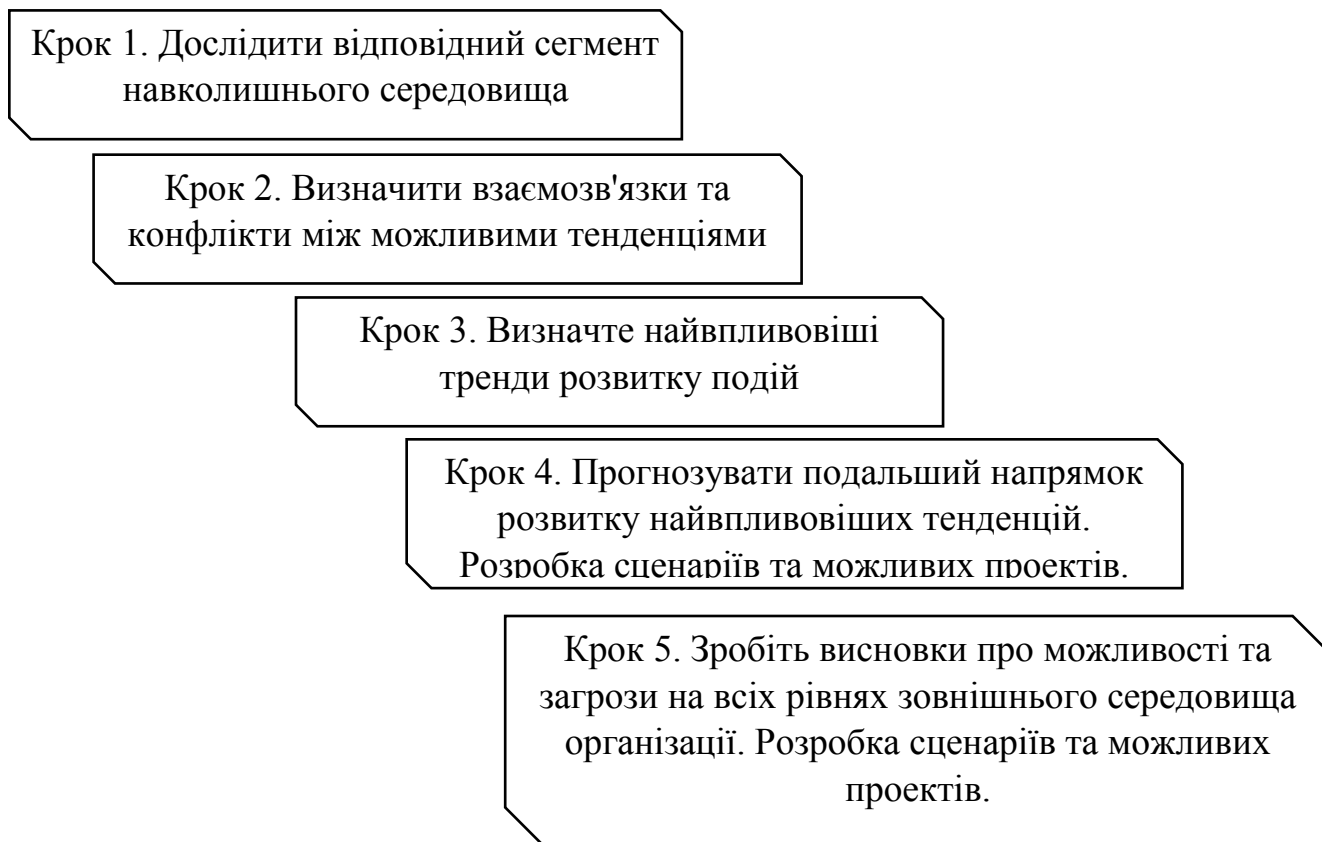 Крок 1. Дослідити відповідний сегмент
навколишнього середовища
Крок 2. Визначити взаємозв'язки та
конфлікти між можливими тенденціями
Крок 3. Визначте найвпливовіші
тренди розвитку подій
Крок 4. Прогнозувати подальший напрямок
розвитку найвпливовіших тенденцій.
Розробка сценаріїв та можливих проектів.
Крок 5. Зробіть висновки про можливості та
загрози на всіх рівнях зовнішнього середовища
організації. Розробка сценаріїв та можливих
проектів.